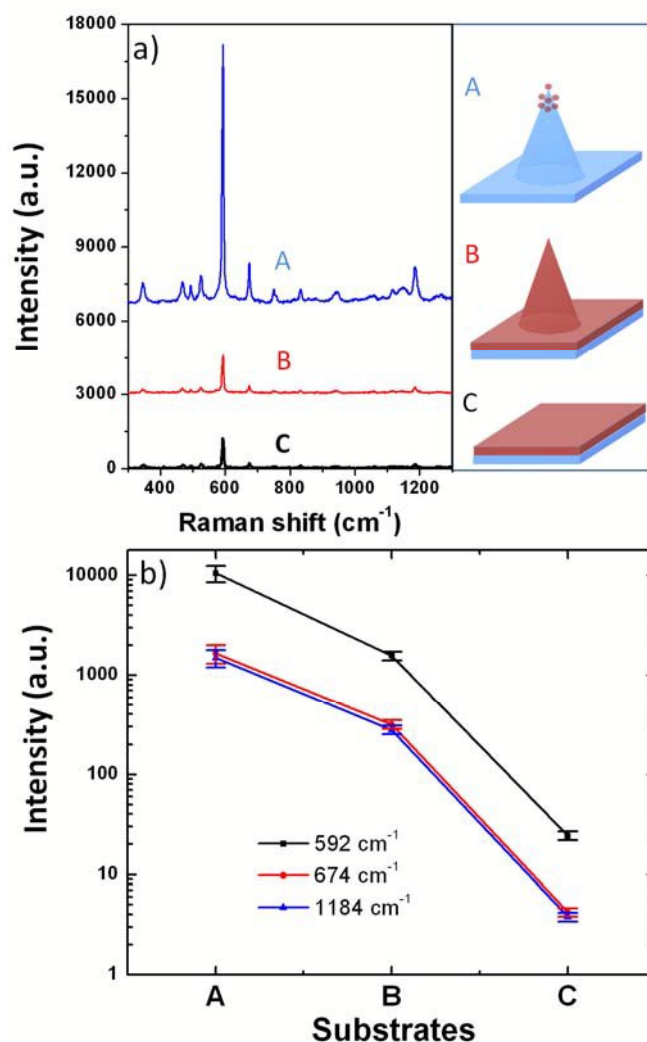 a)
18000
15000
12000
9000
6000
3000
0
Intensity (a.u.)
A
B
C
400 600 800 1000 1200
Raman shift (cm-1)
A
B
C
b)
10000
1000
100
10
1
Intensity (a.u.)
592 cm-1
674 cm-1
1184 cm-1
A B C
Substrates